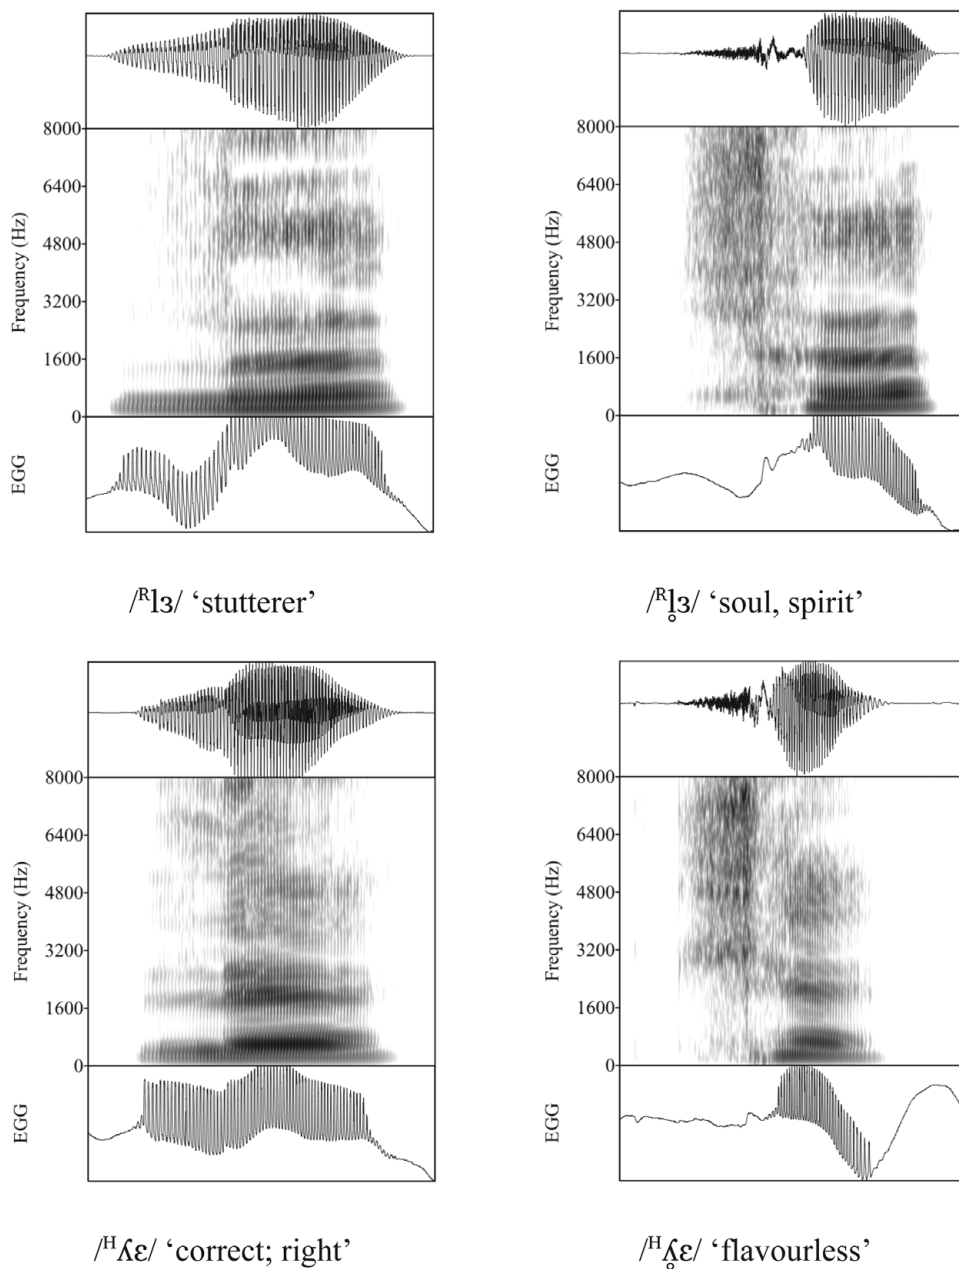 8000
6400
4800
3200
1600
0
Frequency (Hz)
EGG
/ᴿlɜ/ ‘stutterer’
8000
6400
4800
3200
1600
0
Frequency (Hz)
EGG
/ᴿl̥ɜ/ ‘soul, spirit’
8000
6400
4800
3200
1600
0
Frequency (Hz)
EGG
/ᴴʎɛ/ ‘correct; right’
8000
6400
4800
3200
1600
0
Frequency (Hz)
EGG
/ᴴʎ̥ɛ/ ‘flavourless’